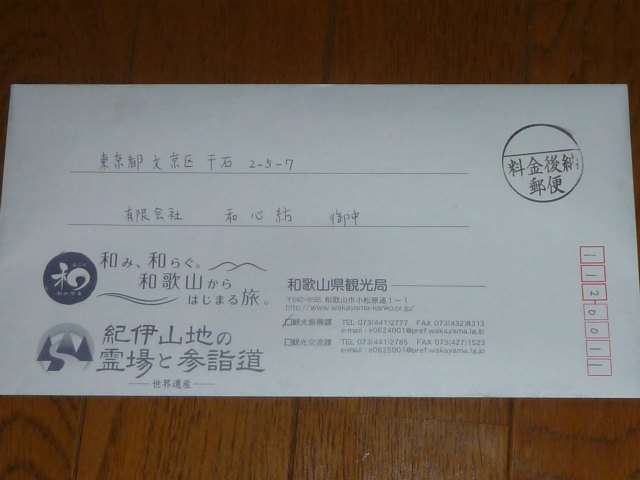 東京都文京区千石 2-5-7
有限会社 和心紡 御中
料金後納
郵便
1120011
和
わかやま
和み、和らぐ。
和歌山から
はじまる旅。
紀伊山地の
霊場と参詣道
世界遺産
和歌山県観光局
〒640-8585 和歌山市小松原通1-1
http://www.wakayama-kanko.or.jp/
観光振興課 TEL 073(441)2777 FAX 073(432)8313
e-mail : e0624001@pref.wakayama.lg.jp
観光交流課 TEL 073(441)2785 FAX 073(427)1523
e-mail : e0625001@pref.wakayama.lg.jp